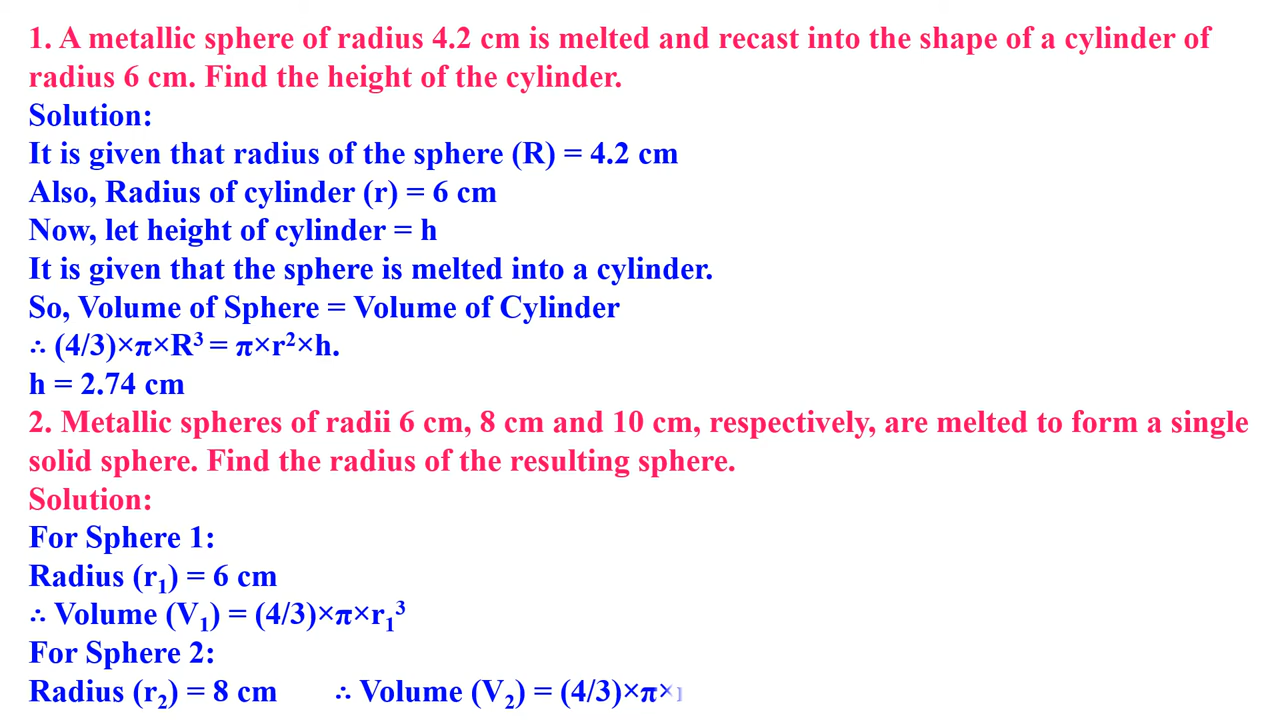 1. A metallic sphere of radius 4.2 cm is melted and recast into the shape of a cylinder of
radius 6 cm. Find the height of the cylinder.
Solution:
It is given that radius of the sphere (R) = 4.2 cm
Also, Radius of cylinder (r) = 6 cm
Now, let height of cylinder = h
It is given that the sphere is melted into a cylinder.
So, Volume of Sphere = Volume of Cylinder
∴ (4/3)×π×R³ = π×r²×h.
h = 2.74 cm
2. Metallic spheres of radii 6 cm, 8 cm and 10 cm, respectively, are melted to form a single
solid sphere. Find the radius of the resulting sphere.
Solution:
For Sphere 1:
Radius (r₁) = 6 cm
∴ Volume (V₁) = (4/3)×π×r₁³
For Sphere 2:
Radius (r₂) = 8 cm ∴ Volume (V₂) = (4/3)×π×